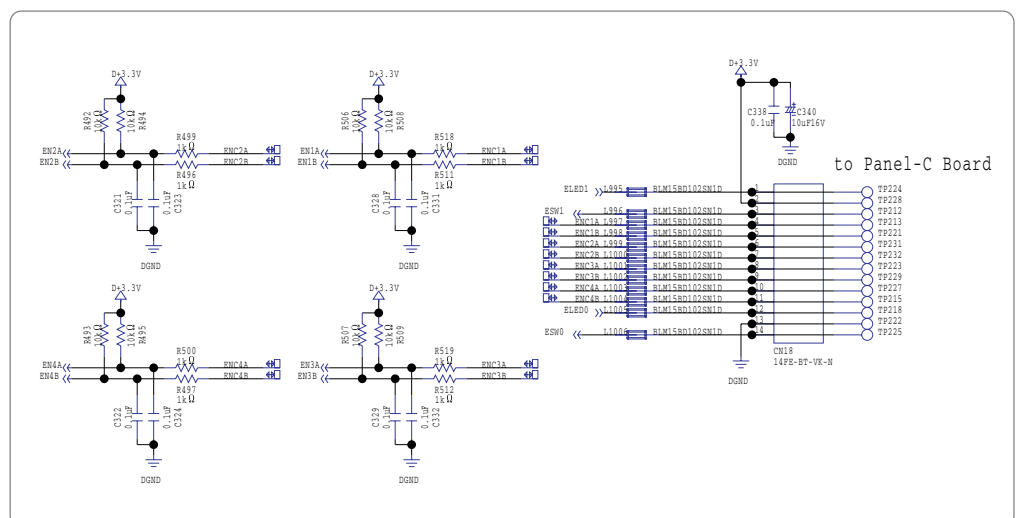 D+3.3V
R492
10kΩ
10kΩ
R494
EN2A
EN2B
R499
1kΩ
R496
1kΩ
ENC2A
ENC2B
C321
0.1uF
0.1uF
C323
DGND
D+3.3V
R506
10kΩ
10kΩ
R508
EN1A
EN1B
R518
1kΩ
R511
1kΩ
ENC1A
ENC1B
C328
0.1uF
0.1uF
C331
DGND
D+3.3V
R493
10kΩ
10kΩ
R495
EN4A
EN4B
R500
1kΩ
R497
1kΩ
ENC4A
ENC4B
C322
0.1uF
0.1uF
C324
DGND
D+3.3V
R507
10kΩ
10kΩ
R509
EN3A
EN3B
R519
1kΩ
R512
1kΩ
ENC3A
ENC3B
C329
0.1uF
0.1uF
C332
DGND
D+3.3V
C338
0.1uF
C340
10uF16V
DGND
to Panel-C Board
ELED1 L995 BLM15BD102SN1D 1 TP224
2 TP228
ESW1 L996 BLM15BD102SN1D 3 TP212
ENC1A L997 BLM15BD102SN1D 4 TP213
ENC1B L998 BLM15BD102SN1D 5 TP221
ENC2A L999 BLM15BD102SN1D 6 TP231
ENC2B L1000 BLM15BD102SN1D 7 TP232
ENC3A L1001 BLM15BD102SN1D 8 TP223
ENC3B L1002 BLM15BD102SN1D 9 TP229
ENC4A L1003 BLM15BD102SN1D 10 TP227
ENC4B L1004 BLM15BD102SN1D 11 TP215
ELED0 L1005 BLM15BD102SN1D 12 TP218
13 TP222
ESW0 L1006 BLM15BD102SN1D 14 TP225
CN18
14FE-BT-VK-N
DGND